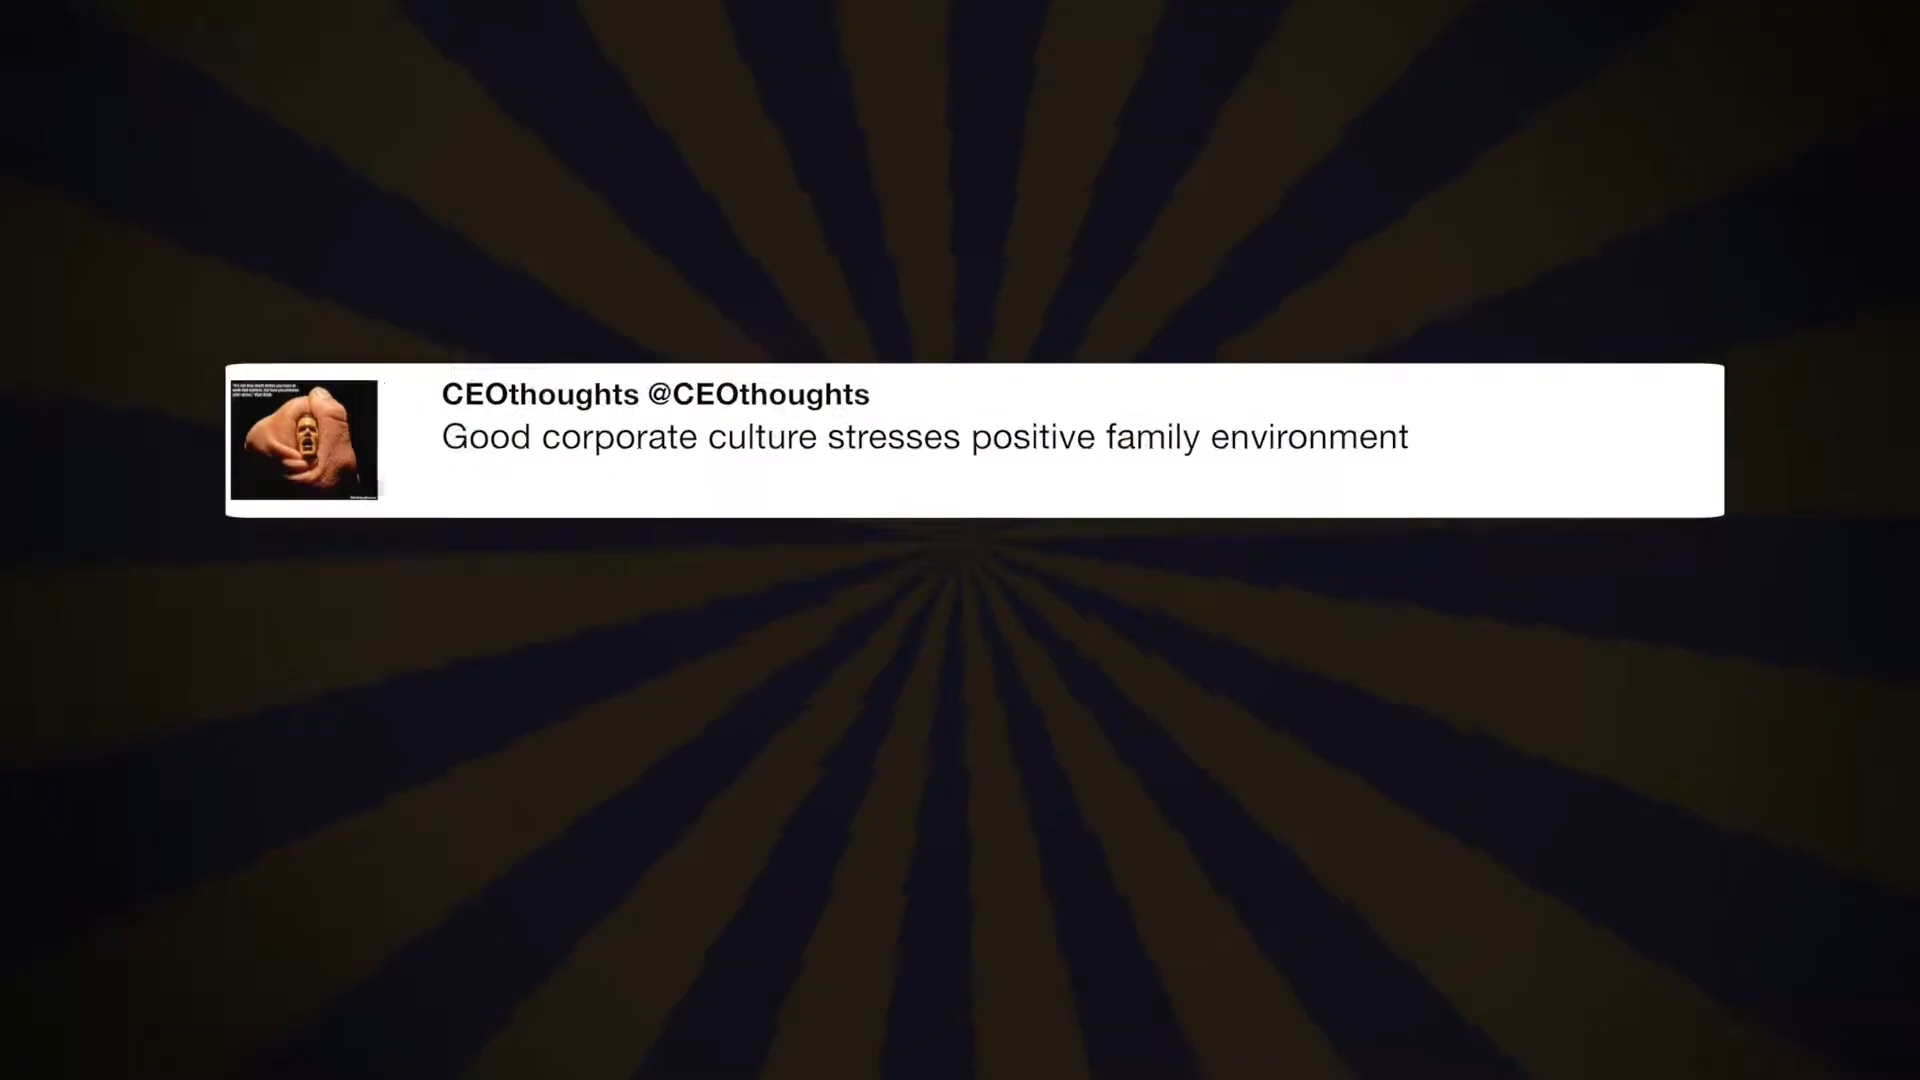 CEOthoughts @CEOthoughts
Good corporate culture stresses positive family environment